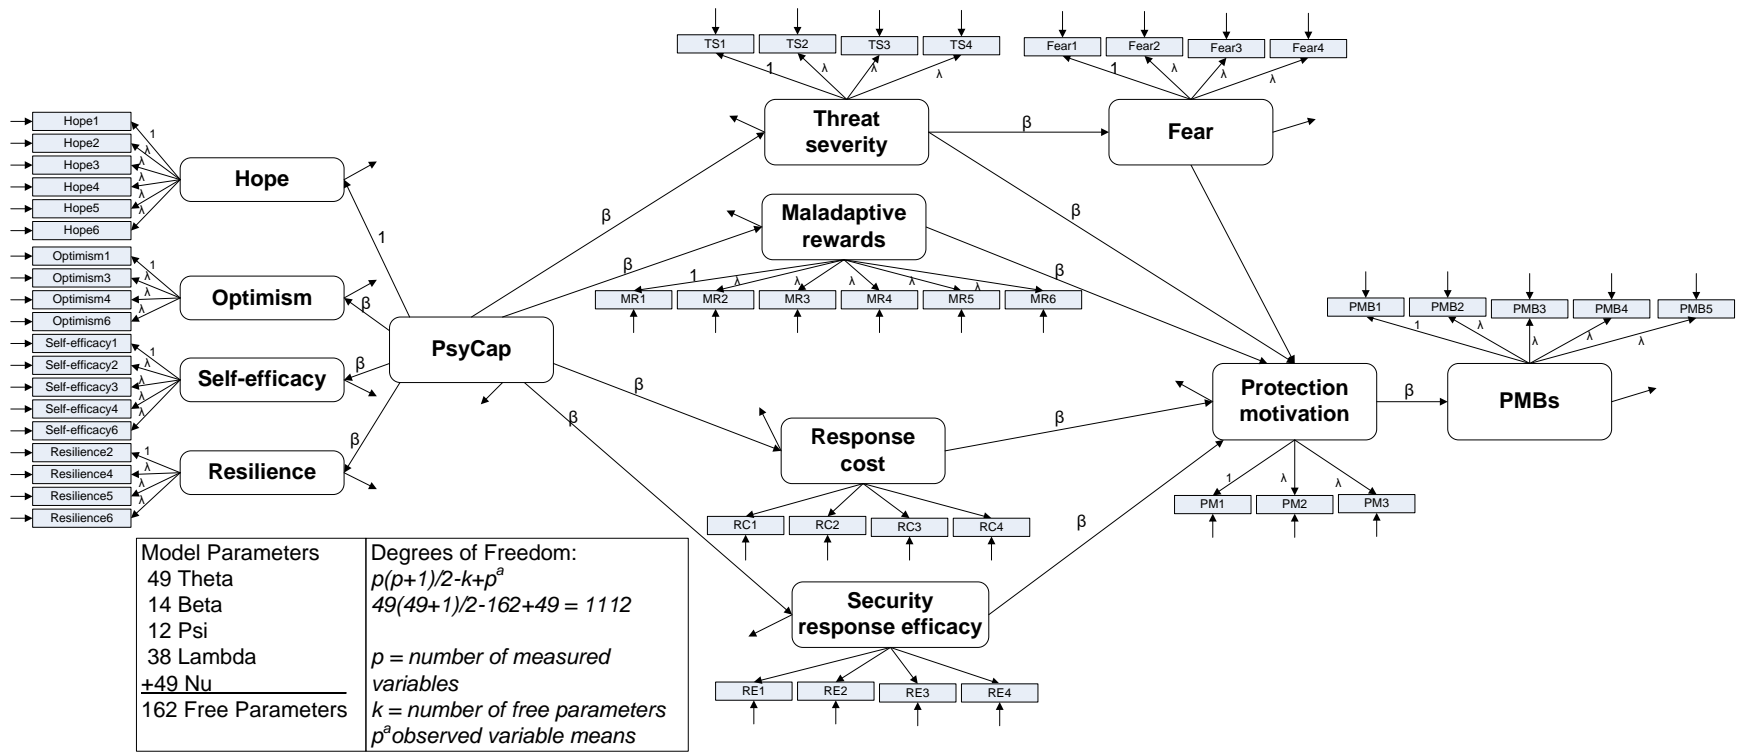 TS1
TS2
TS3
TS4
1
λ
λ
λ
Threat
severity
Fear1
Fear2
Fear3
Fear4
1
λ
λ
λ
Fear
β
Hope1
Hope2
Hope3
Hope4
Hope5
Hope6
1
λ
λ
λ
λ
λ
Hope
1
Optimism1
Optimism3
Optimism4
Optimism6
1
λ
λ
λ
Optimism
β
Self-efficacy1
Self-efficacy2
Self-efficacy3
Self-efficacy4
Self-efficacy6
1
λ
λ
λ
λ
Self-efficacy
β
Resilience2
Resilience4
Resilience5
Resilience6
1
λ
λ
λ
Resilience
β
PsyCap
β
β
β
β
Maladaptive
rewards
1
λ
λ
λ
λ
λ
MR1
MR2
MR3
MR4
MR5
MR6
β
β
Response
cost
RC1
RC2
RC3
RC4
β
Security
response efficacy
RE1
RE2
RE3
RE4
β
Protection
motivation
1
λ
λ
PM1
PM2
PM3
β
PMB1
PMB2
PMB3
PMB4
PMB5
1
λ
λ
λ
λ
PMBs
Model Parameters
49 Theta
14 Beta
12 Psi
38 Lambda
+49 Nu
162 Free Parameters
Degrees of Freedom:
p(p+1)/2-k+pᵃ
49(49+1)/2-162+49 = 1112
p = number of measured
variables
k = number of free parameters
pᵃobserved variable means